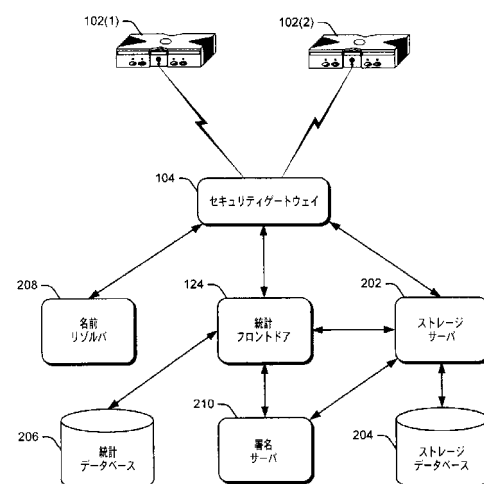 102(1)
102(2)
104
セキュリティゲートウェイ
208
名前
リゾルバ
124
統計
フロントドア
202
ストレージ
サーバ
206
統計
データベース
210
署名
サーバ
204
ストレージ
データベース